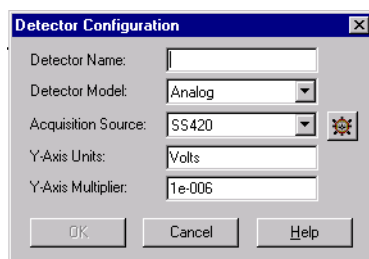 Detector Configuration
Detector Name:
Detector Model: Analog
Acquisition Source: SS420
Y-Axis Units: Volts
Y-Axis Multiplier: 1e-006
OK Cancel Help